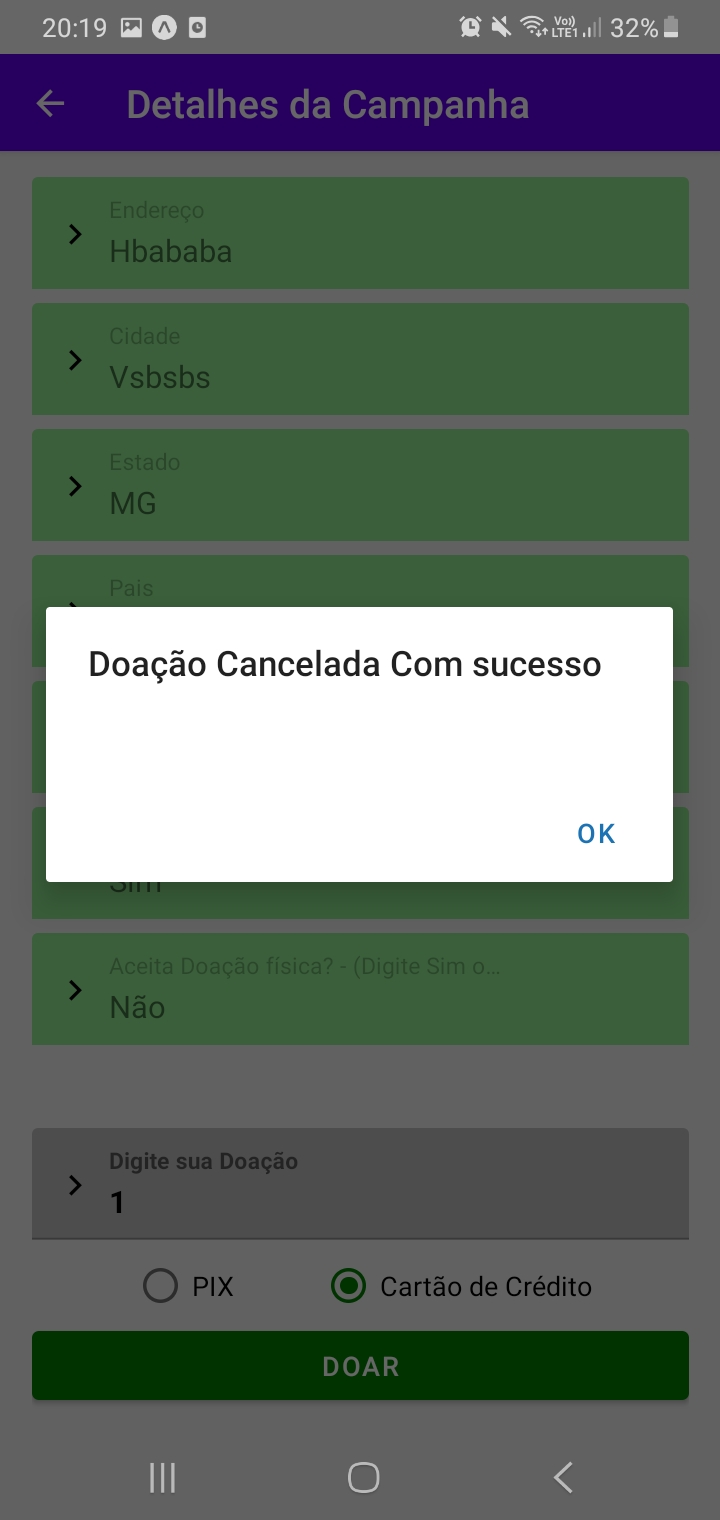 20:19
Vo))
LTE1
32%
Detalhes da Campanha
Endereço
Hbababa
Cidade
Vsbsbs
Estado
MG
Pais
Doação Cancelada Com sucesso
OK
Sim
Aceita Doação física? - (Digite Sim o...
Não
Digite sua Doação
1
PIX
Cartão de Crédito
DOAR